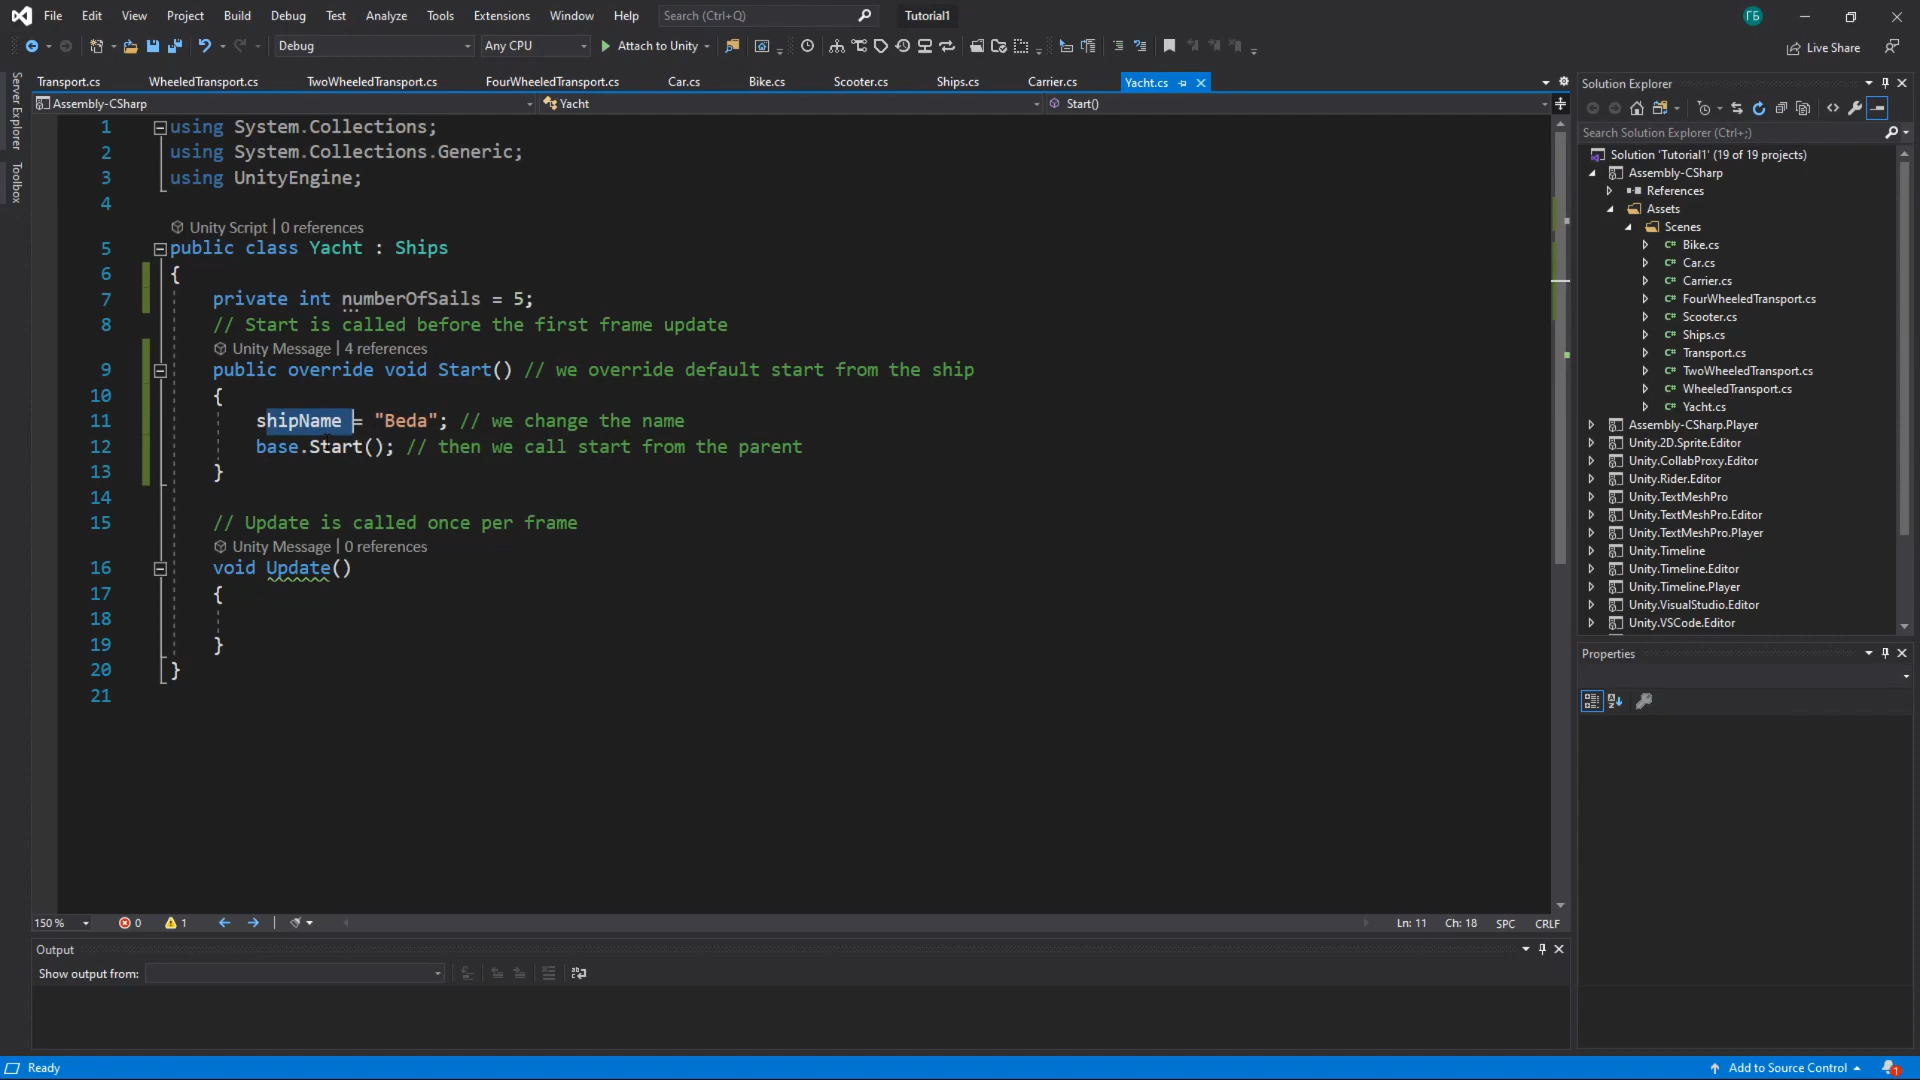 File Edit View Project Build Debug Test Analyze Tools Extensions Window Help Search (Ctrl+Q) Tutorial1 ГБ
Debug Any CPU Attach to Unity Live Share
Server Explorer
Toolbox
Transport.cs WheeledTransport.cs TwoWheeledTransport.cs FourWheeledTransport.cs Car.cs Bike.cs Scooter.cs Ships.cs Carrier.cs Yacht.cs
Assembly-CSharp Yacht Start()
1 using System.Collections;
2 using System.Collections.Generic;
3 using UnityEngine;
4
Unity Script | 0 references
5 public class Yacht : Ships
6 {
7 private int numberOfSails = 5;
8 // Start is called before the first frame update
Unity Message | 4 references
9 public override void Start() // we override default start from the ship
10 {
11 shipName = "Beda"; // we change the name
12 base.Start(); // then we call start from the parent
13 }
14
15 // Update is called once per frame
Unity Message | 0 references
16 void Update()
17 {
18
19 }
20 }
21
150 % 0 1 Ln: 11 Ch: 18 SPC CRLF
Output
Show output from:
Solution Explorer
Search Solution Explorer (Ctrl+;)
Solution 'Tutorial1' (19 of 19 projects)
Assembly-CSharp
References
Assets
Scenes
C# Bike.cs
C# Car.cs
C# Carrier.cs
C# FourWheeledTransport.cs
C# Scooter.cs
C# Ships.cs
C# Transport.cs
C# TwoWheeledTransport.cs
C# WheeledTransport.cs
C# Yacht.cs
Assembly-CSharp.Player
Unity.2D.Sprite.Editor
Unity.CollabProxy.Editor
Unity.Rider.Editor
Unity.TextMeshPro
Unity.TextMeshPro.Editor
Unity.TextMeshPro.Player
Unity.Timeline
Unity.Timeline.Editor
Unity.Timeline.Player
Unity.VisualStudio.Editor
Unity.VSCode.Editor
Properties
Ready Add to Source Control 1